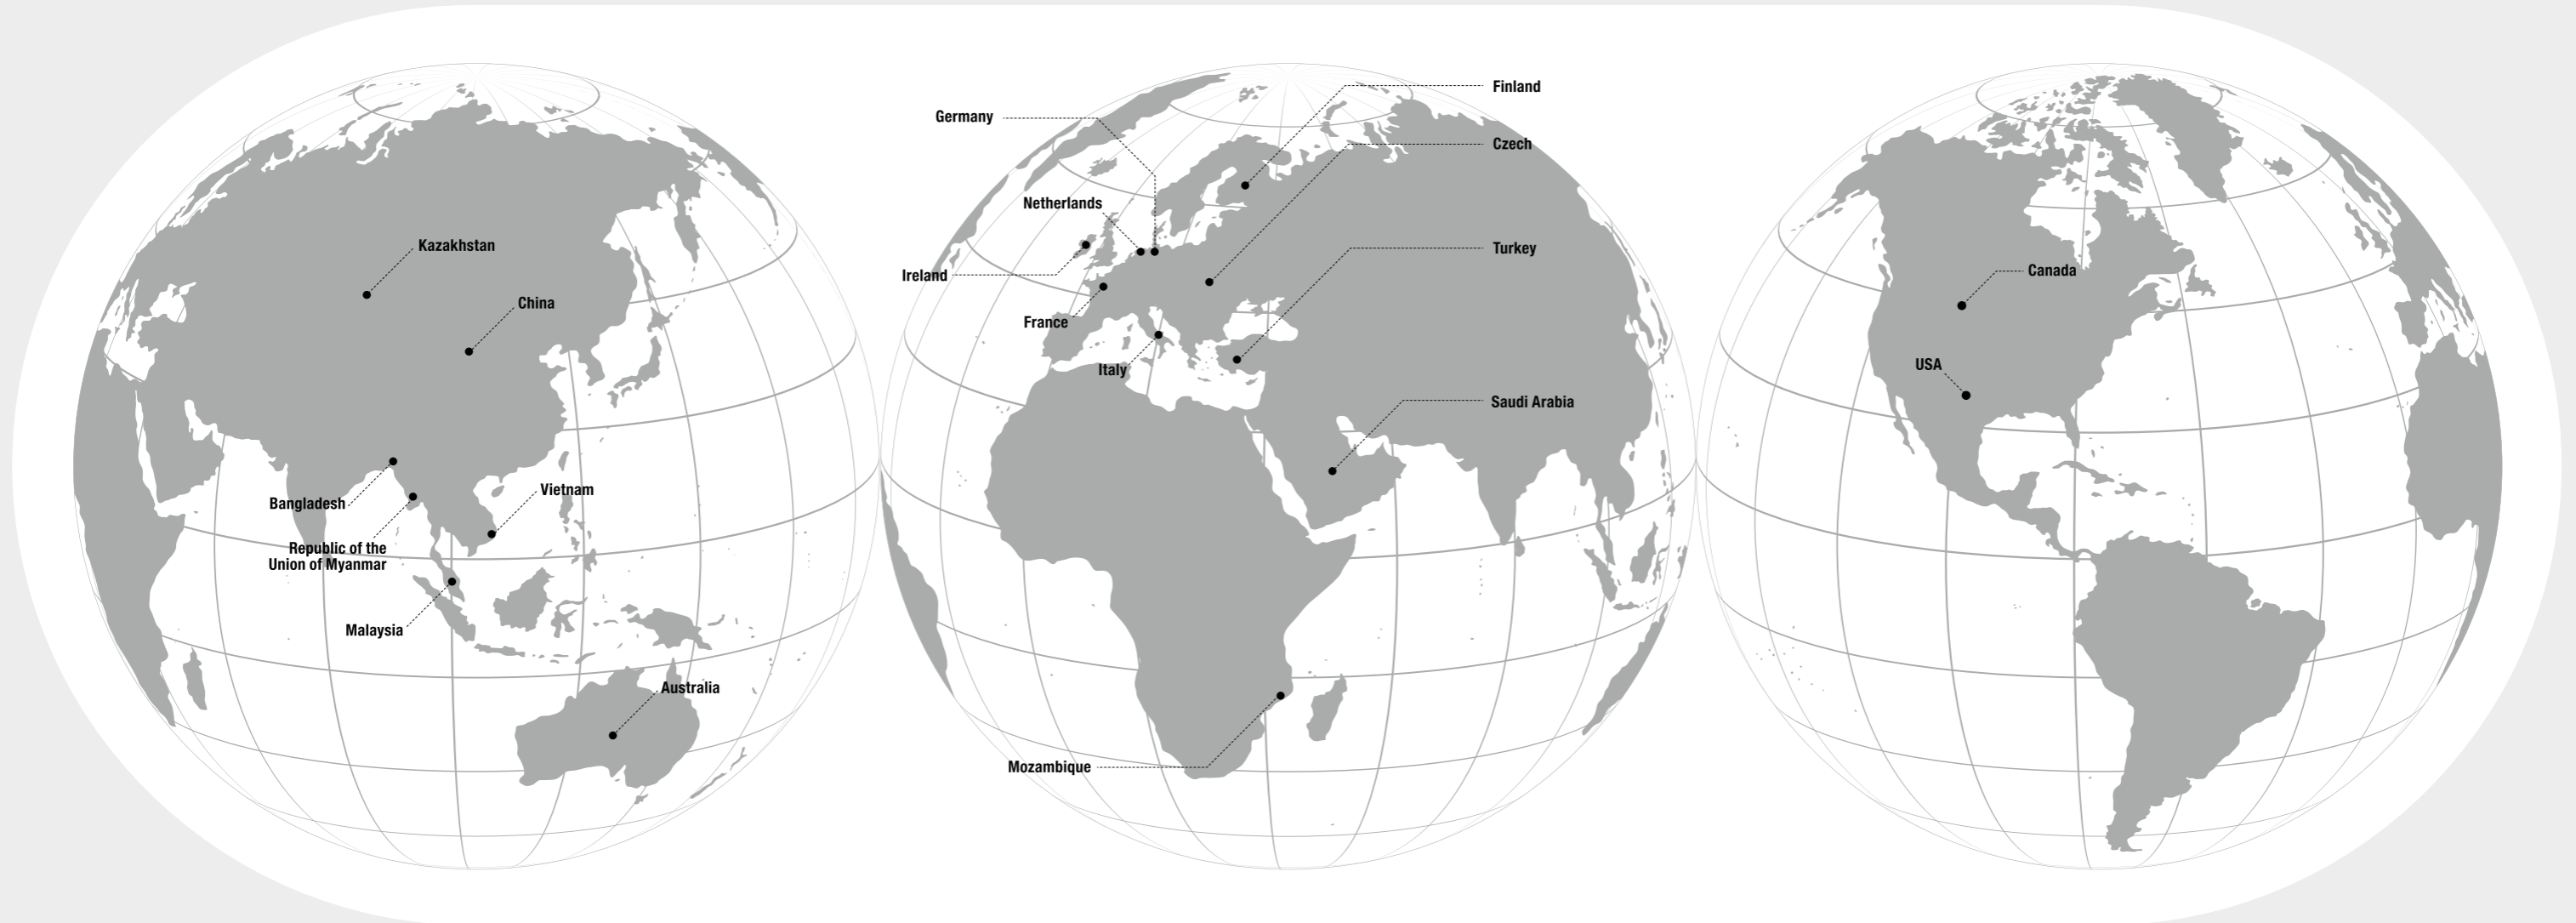 Kazakhstan
China
Bangladesh
Vietnam
Republic of the
Union of Myanmar
Malaysia
Australia
Finland
Germany
Czech
Netherlands
Turkey
Ireland
France
Italy
Saudi Arabia
Mozambique
Canada
USA